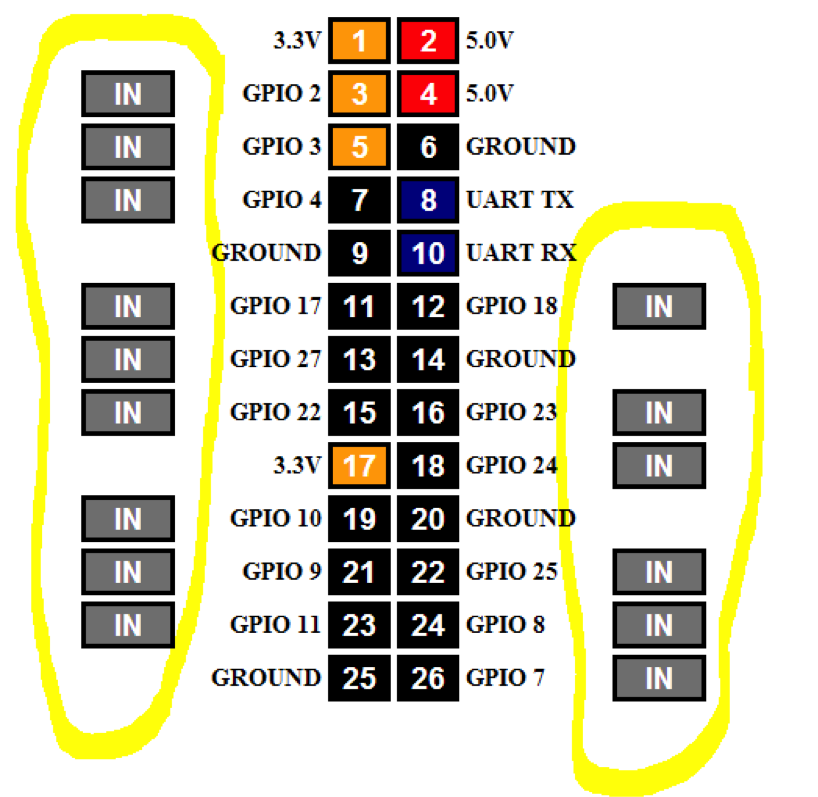 3.3V 1 2 5.0V
IN GPIO 2 3 4 5.0V
IN GPIO 3 5 6 GROUND
IN GPIO 4 7 8 UART TX
GROUND 9 10 UART RX
IN GPIO 17 11 12 GPIO 18 IN
IN GPIO 27 13 14 GROUND
IN GPIO 22 15 16 GPIO 23 IN
3.3V 17 18 GPIO 24 IN
IN GPIO 10 19 20 GROUND
IN GPIO 9 21 22 GPIO 25 IN
IN GPIO 11 23 24 GPIO 8 IN
GROUND 25 26 GPIO 7 IN